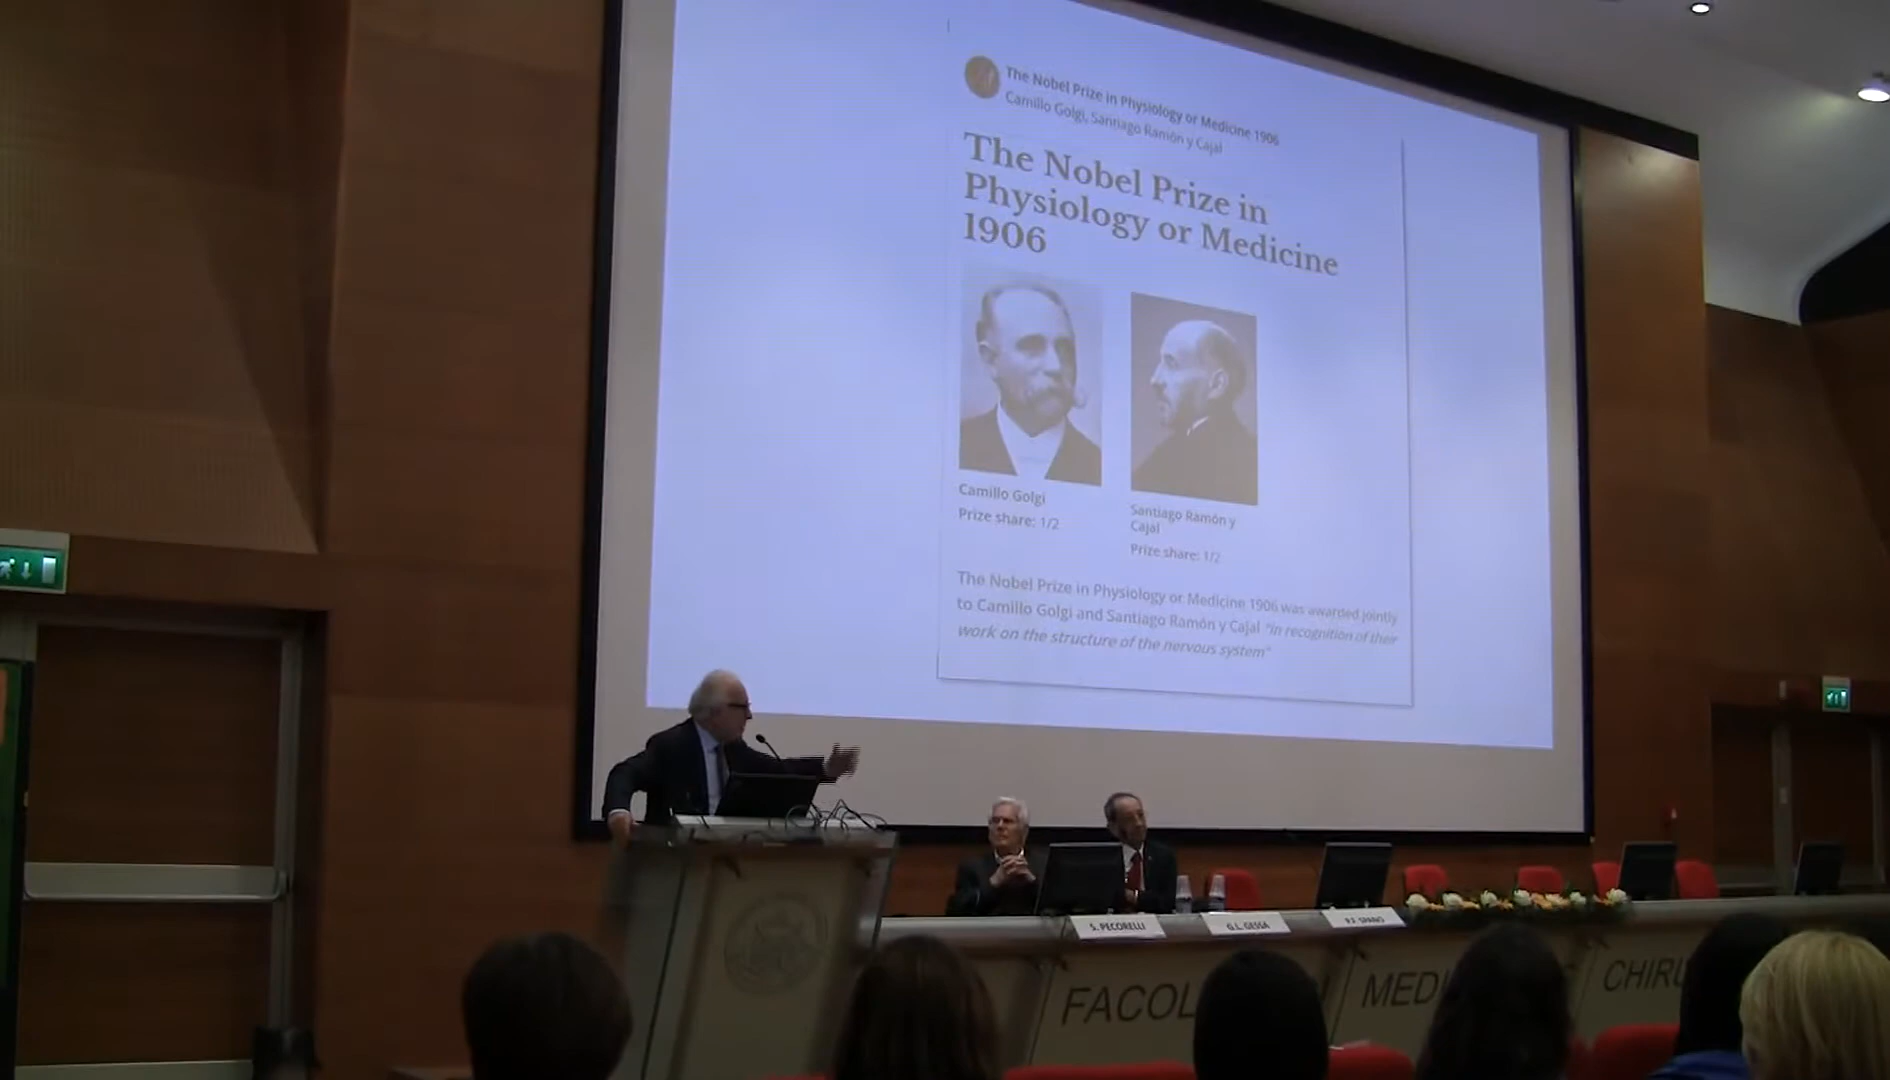 The Nobel Prize in Physiology or Medicine 1906
Camillo Golgi, Santiago Ramón y Cajal
The Nobel Prize in
Physiology or Medicine
1906
Camillo Golgi
Prize share: 1/2
Santiago Ramón y
Cajal
Prize share: 1/2
The Nobel Prize in Physiology or Medicine 1906 was awarded jointly
to Camillo Golgi and Santiago Ramón y Cajal "in recognition of their
work on the structure of the nervous system"
S. PECORELLI
G.L. GESSA
P.F. SPANO
FACOL
MEDI
CHIRU